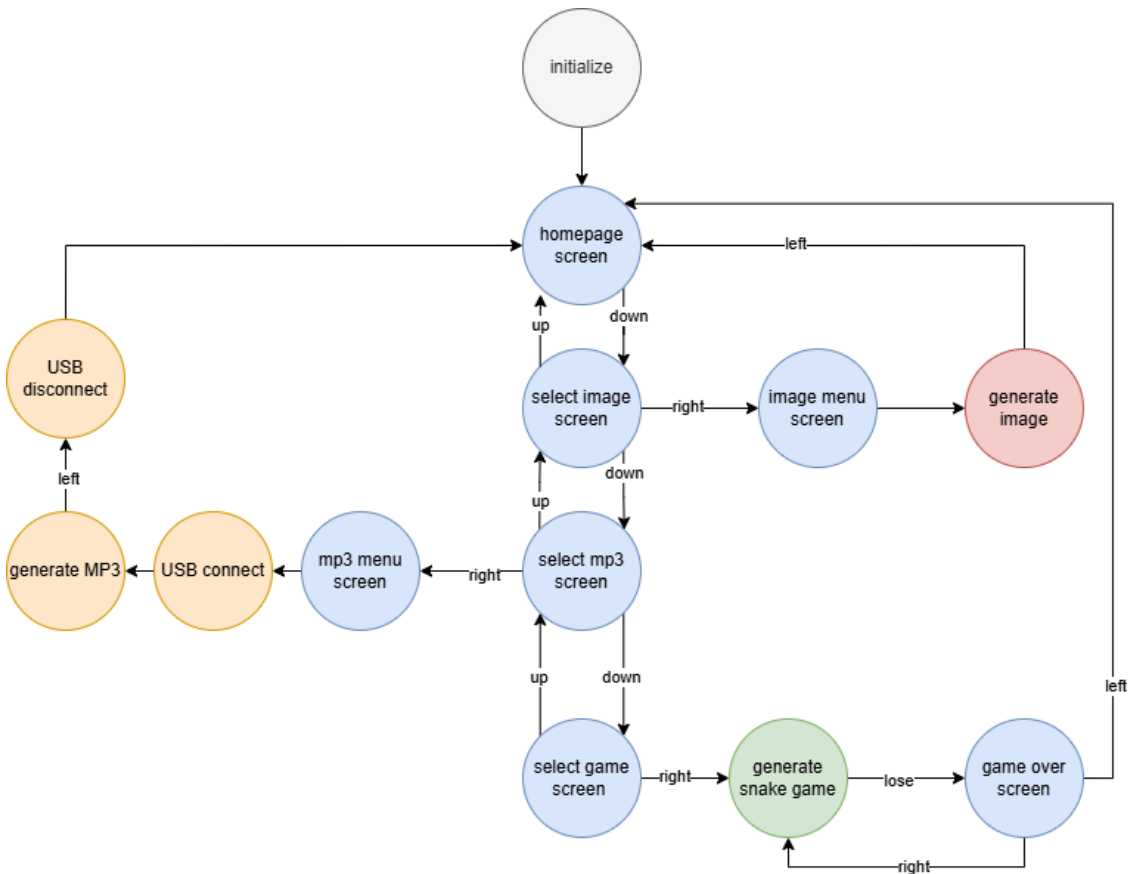 initialize
homepage
screen
left
up
down
USB
disconnect
select image
screen
right
image menu
screen
generate
image
left
up
down
generate MP3
USB connect
mp3 menu
screen
right
select mp3
screen
up
down
left
select game
screen
right
generate
snake game
lose
game over
screen
right